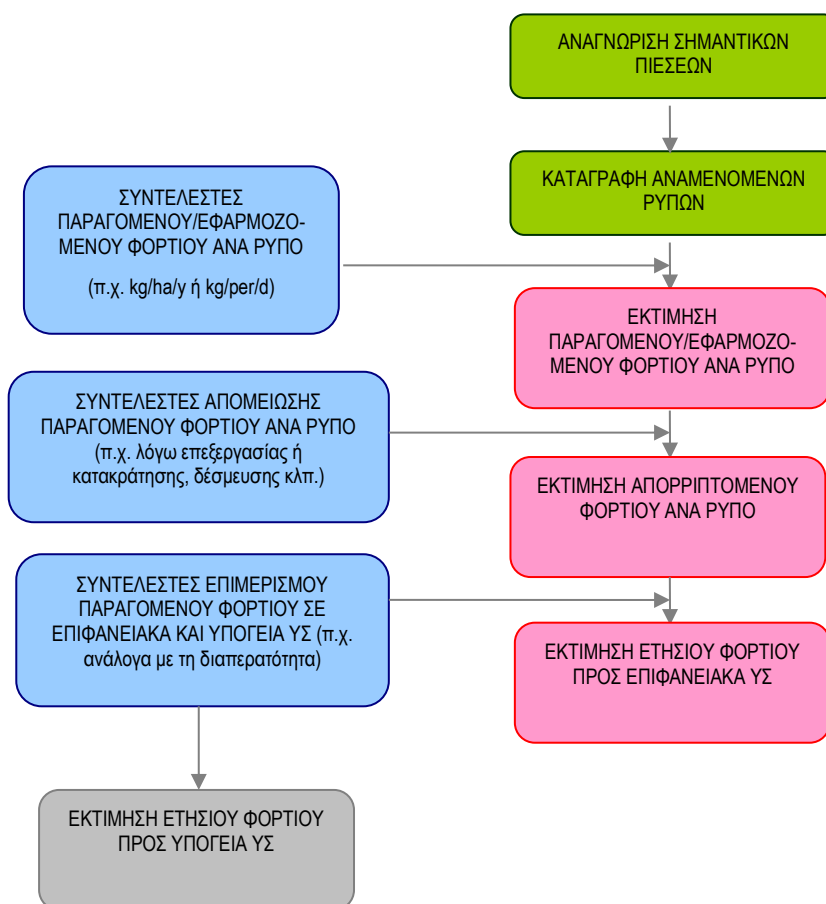 ΑΝΑΓΝΩΡΙΣΗ ΣΗΜΑΝΤΙΚΩΝ
ΠΙΕΣΕΩΝ
ΚΑΤΑΓΡΑΦΗ ΑΝΑΜΕΝΟΜΕΝΩΝ
ΡΥΠΩΝ
ΣΥΝΤΕΛΕΣΤΕΣ
ΠΑΡΑΓΟΜΕΝΟΥ/ΕΦΑΡΜΟΖΟ-
ΜΕΝΟΥ ΦΟΡΤΙΟΥ ΑΝΑ ΡΥΠΟ
(π.χ. kg/ha/y ή kg/per/d)
ΕΚΤΙΜΗΣΗ
ΠΑΡΑΓΟΜΕΝΟΥ/ΕΦΑΡΜΟΖΟ-
ΜΕΝΟΥ ΦΟΡΤΙΟΥ ΑΝΑ ΡΥΠΟ
ΣΥΝΤΕΛΕΣΤΕΣ ΑΠΟΜΕΙΩΣΗΣ
ΠΑΡΑΓΟΜΕΝΟΥ ΦΟΡΤΙΟΥ ΑΝΑ ΡΥΠΟ
(π.χ. λόγω επεξεργασίας ή
κατακράτησης, δέσμευσης κλπ.)
ΕΚΤΙΜΗΣΗ ΑΠΟΡΡΙΠΤΟΜΕΝΟΥ
ΦΟΡΤΙΟΥ ΑΝΑ ΡΥΠΟ
ΣΥΝΤΕΛΕΣΤΕΣ ΕΠΙΜΕΡΙΣΜΟΥ
ΠΑΡΑΓΟΜΕΝΟΥ ΦΟΡΤΙΟΥ ΣΕ
ΕΠΙΦΑΝΕΙΑΚΑ ΚΑΙ ΥΠΟΓΕΙΑ ΥΣ (π.χ.
ανάλογα με τη διαπερατότητα)
ΕΚΤΙΜΗΣΗ ΕΤΗΣΙΟΥ ΦΟΡΤΙΟΥ
ΠΡΟΣ ΕΠΙΦΑΝΕΙΑΚΑ ΥΣ
ΕΚΤΙΜΗΣΗ ΕΤΗΣΙΟΥ ΦΟΡΤΙΟΥ
ΠΡΟΣ ΥΠΟΓΕΙΑ ΥΣ